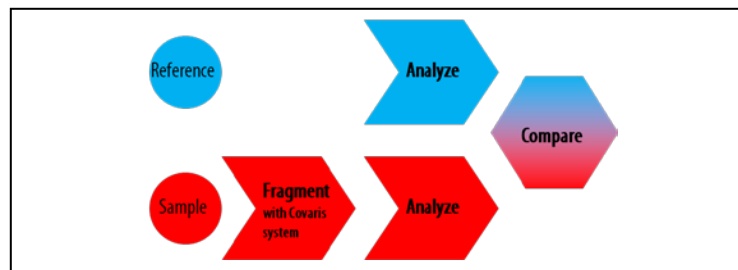 Reference
Analyze
Compare
Sample
Fragment
with Covaris
system
Analyze